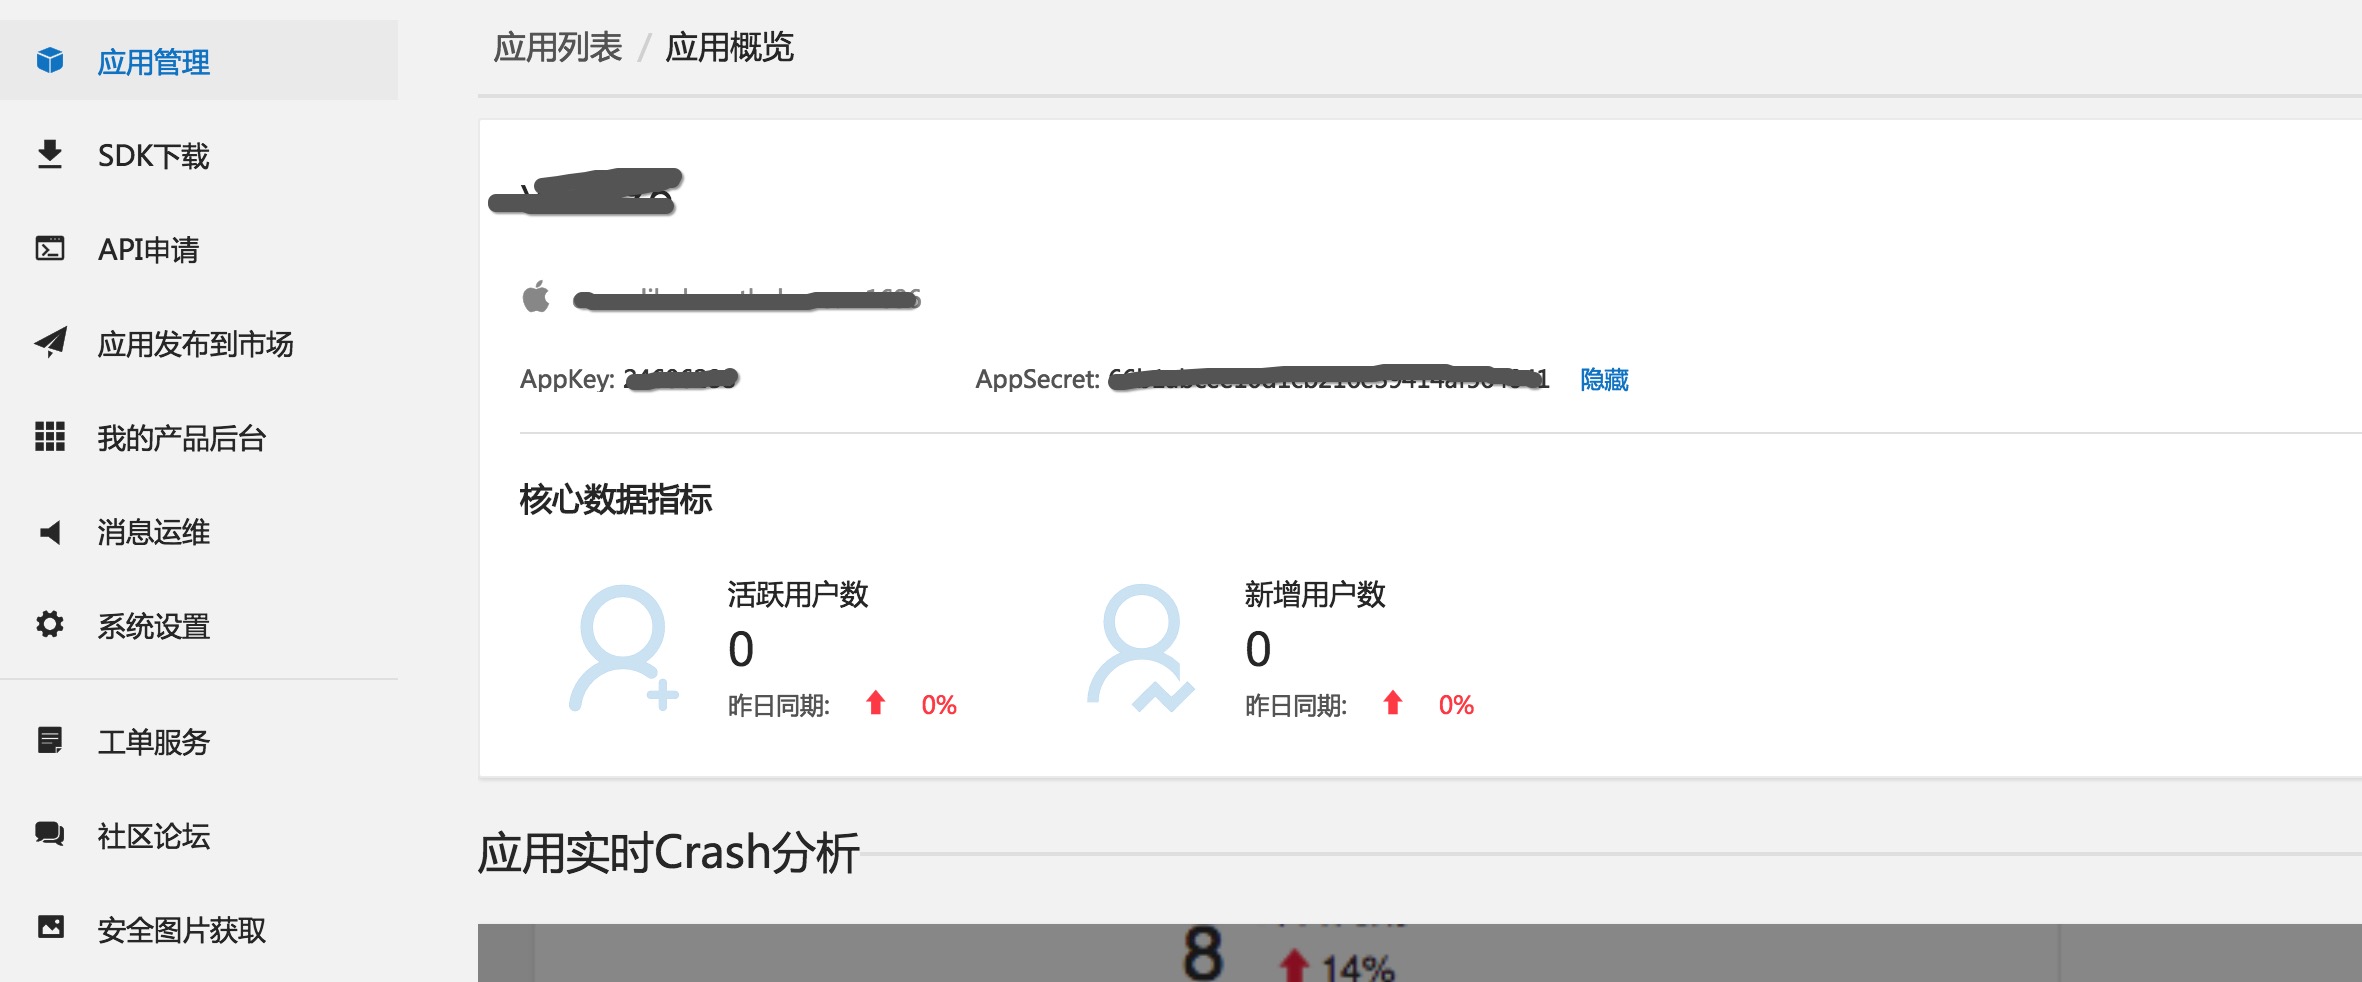 应用管理
SDK下载
API申请
应用发布到市场
我的产品后台
消息运维
系统设置
工单服务
社区论坛
安全图片获取
应用列表 / 应用概览
AppKey:
AppSecret: 隐藏
核心数据指标
活跃用户数
0
昨日同期: 0%
新增用户数
0
昨日同期: 0%
应用实时Crash分析
8
14%